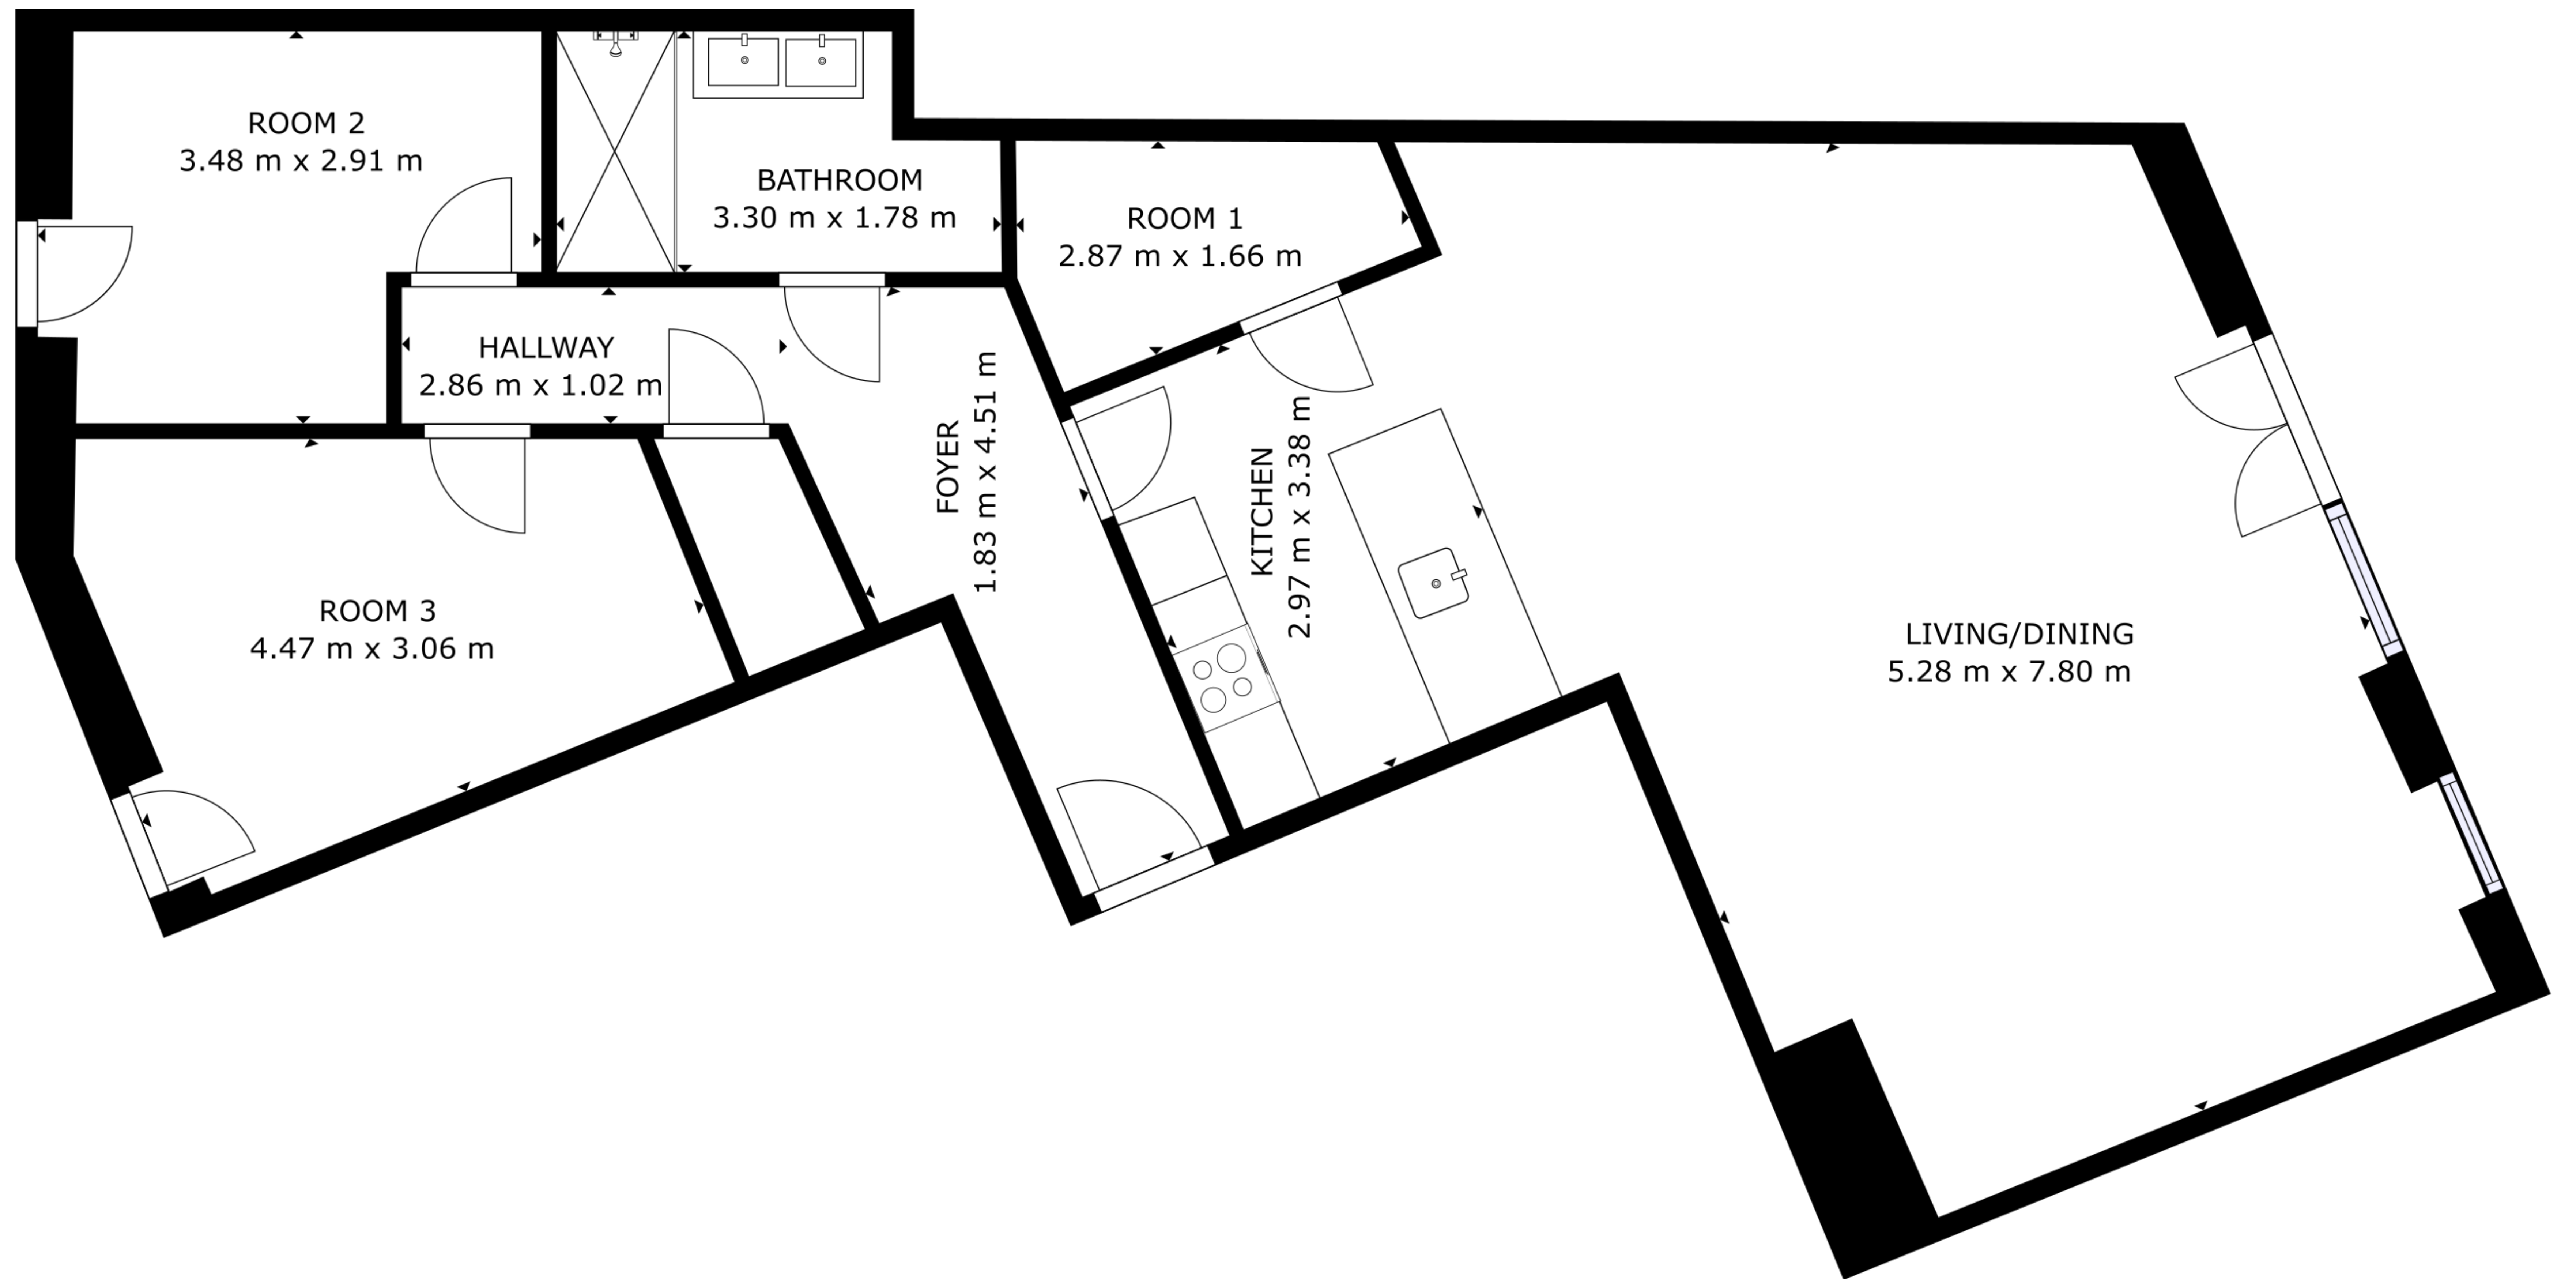 ROOM 2
3.48 m x 2.91 m
BATHROOM
3.30 m x 1.78 m
ROOM 1
2.87 m x 1.66 m
HALLWAY
2.86 m x 1.02 m
FOYER
1.83 m x 4.51 m
KITCHEN
2.97 m x 3.38 m
ROOM 3
4.47 m x 3.06 m
LIVING/DINING
5.28 m x 7.80 m